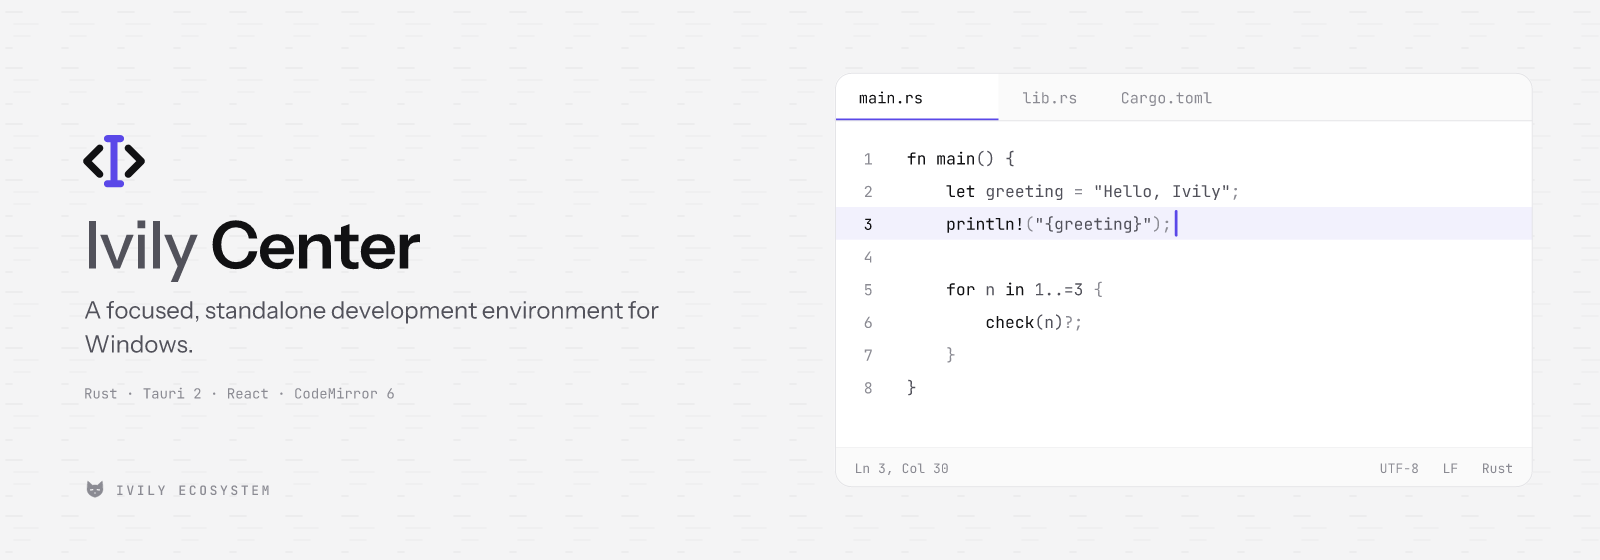 Ivily Center
A focused, standalone development environment for
Windows.
Rust · Tauri 2 · React · CodeMirror 6
IVILY ECOSYSTEM
main.rs lib.rs Cargo.toml
1 fn main() {
2     let greeting = "Hello, Ivily";
3     println!("{greeting}");
4
5     for n in 1..=3 {
6         check(n)?;
7     }
8 }
Ln 3, Col 30 UTF-8 LF Rust